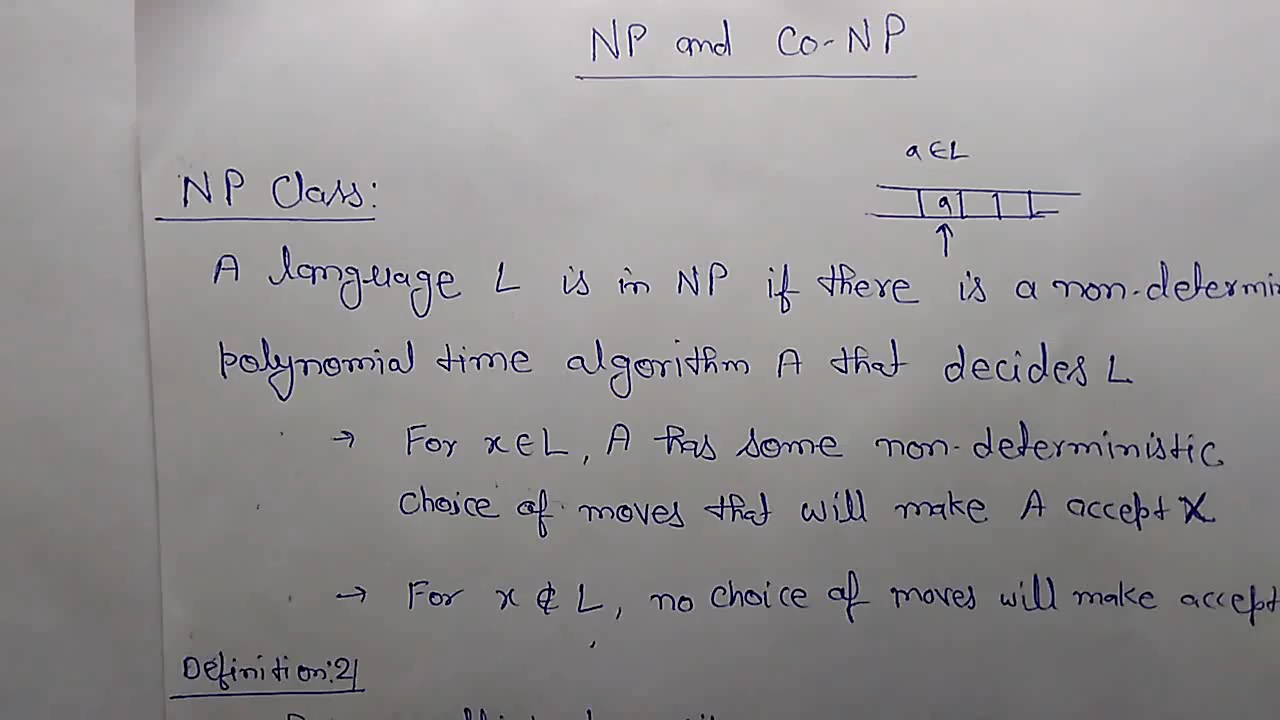 NP and Co-NP
a ∈ L
NP Class:
a
A language L is in NP if there is a non-determini
polynomial time algorithm A that decides L
→ For x ∈ L, A has some non-deterministic
choice of moves that will make A accept X
→ For x ∉ L, no choice of moves will make accept
Definition:2|